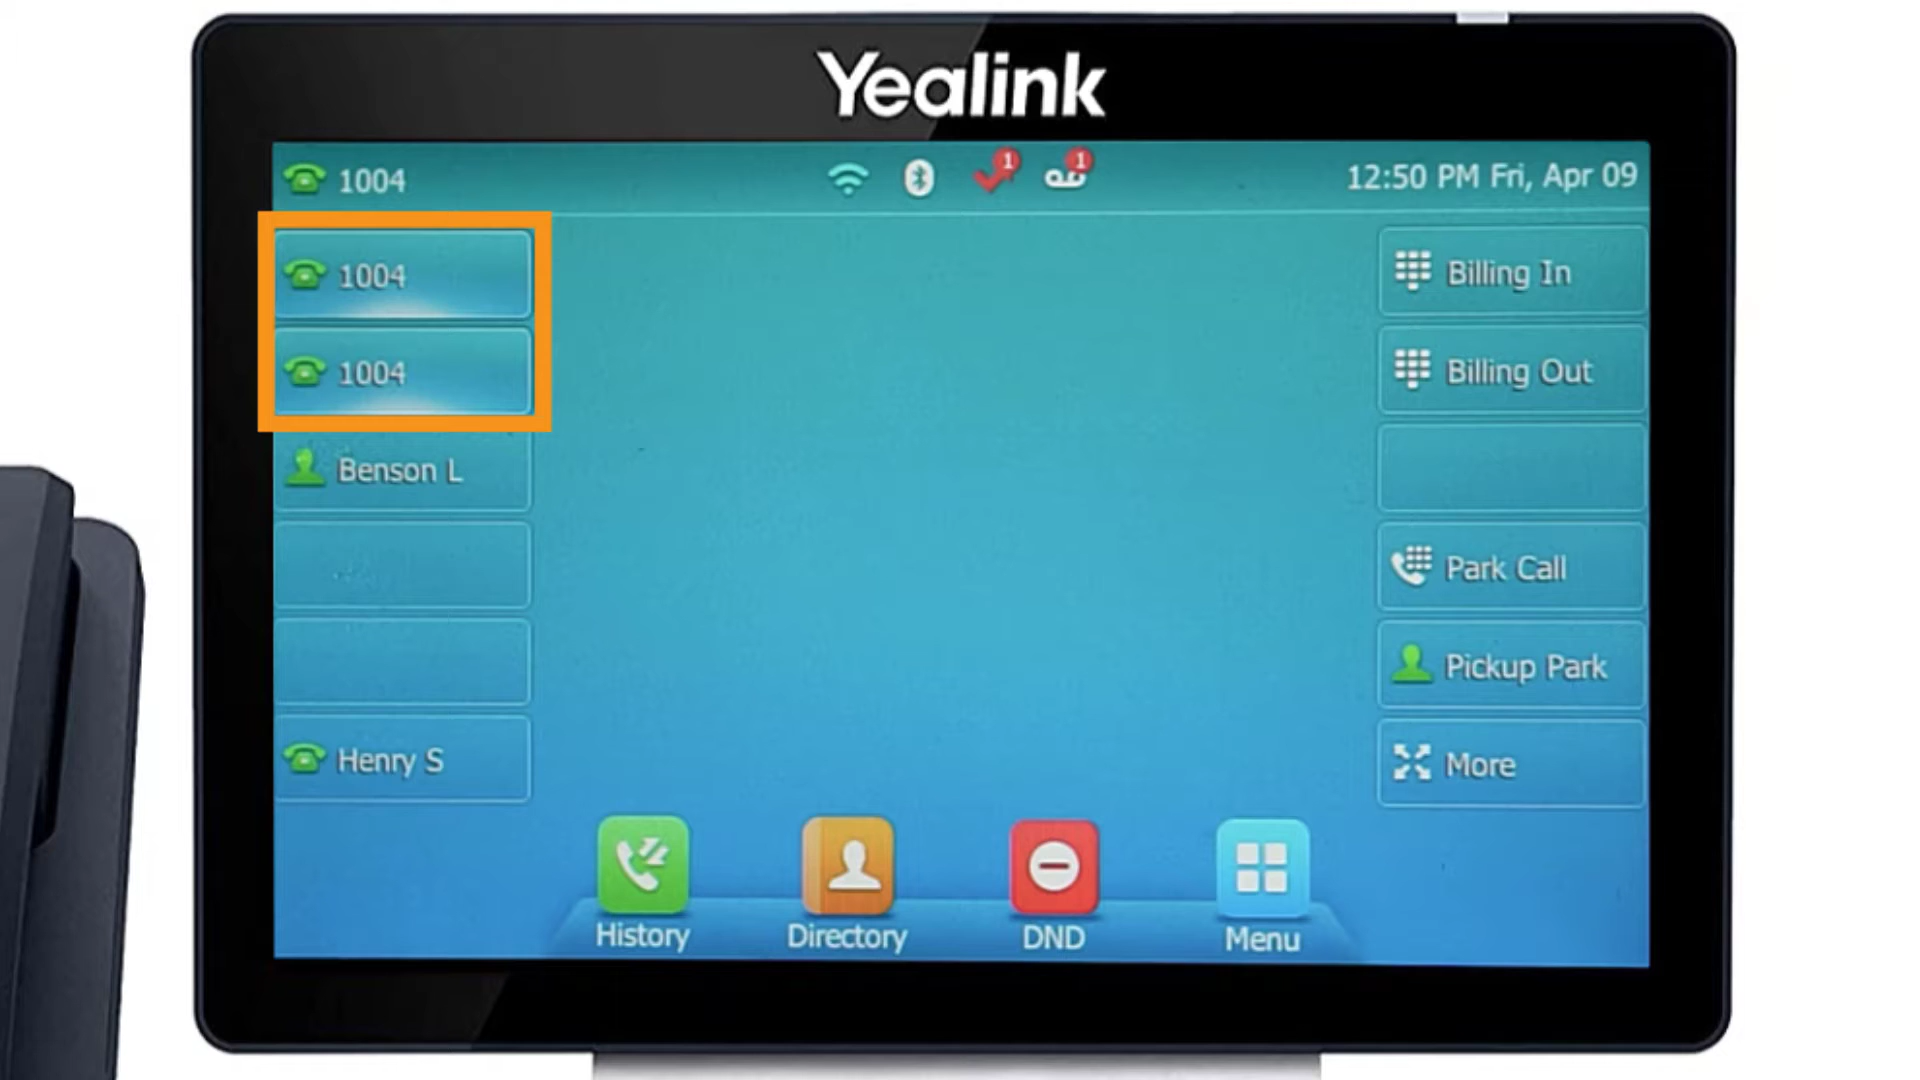 Yealink
1004
1
1
12:50 PM Fri, Apr 09
1004
1004
Benson L
Henry S
Billing In
Billing Out
Park Call
Pickup Park
More
History
Directory
DND
Menu